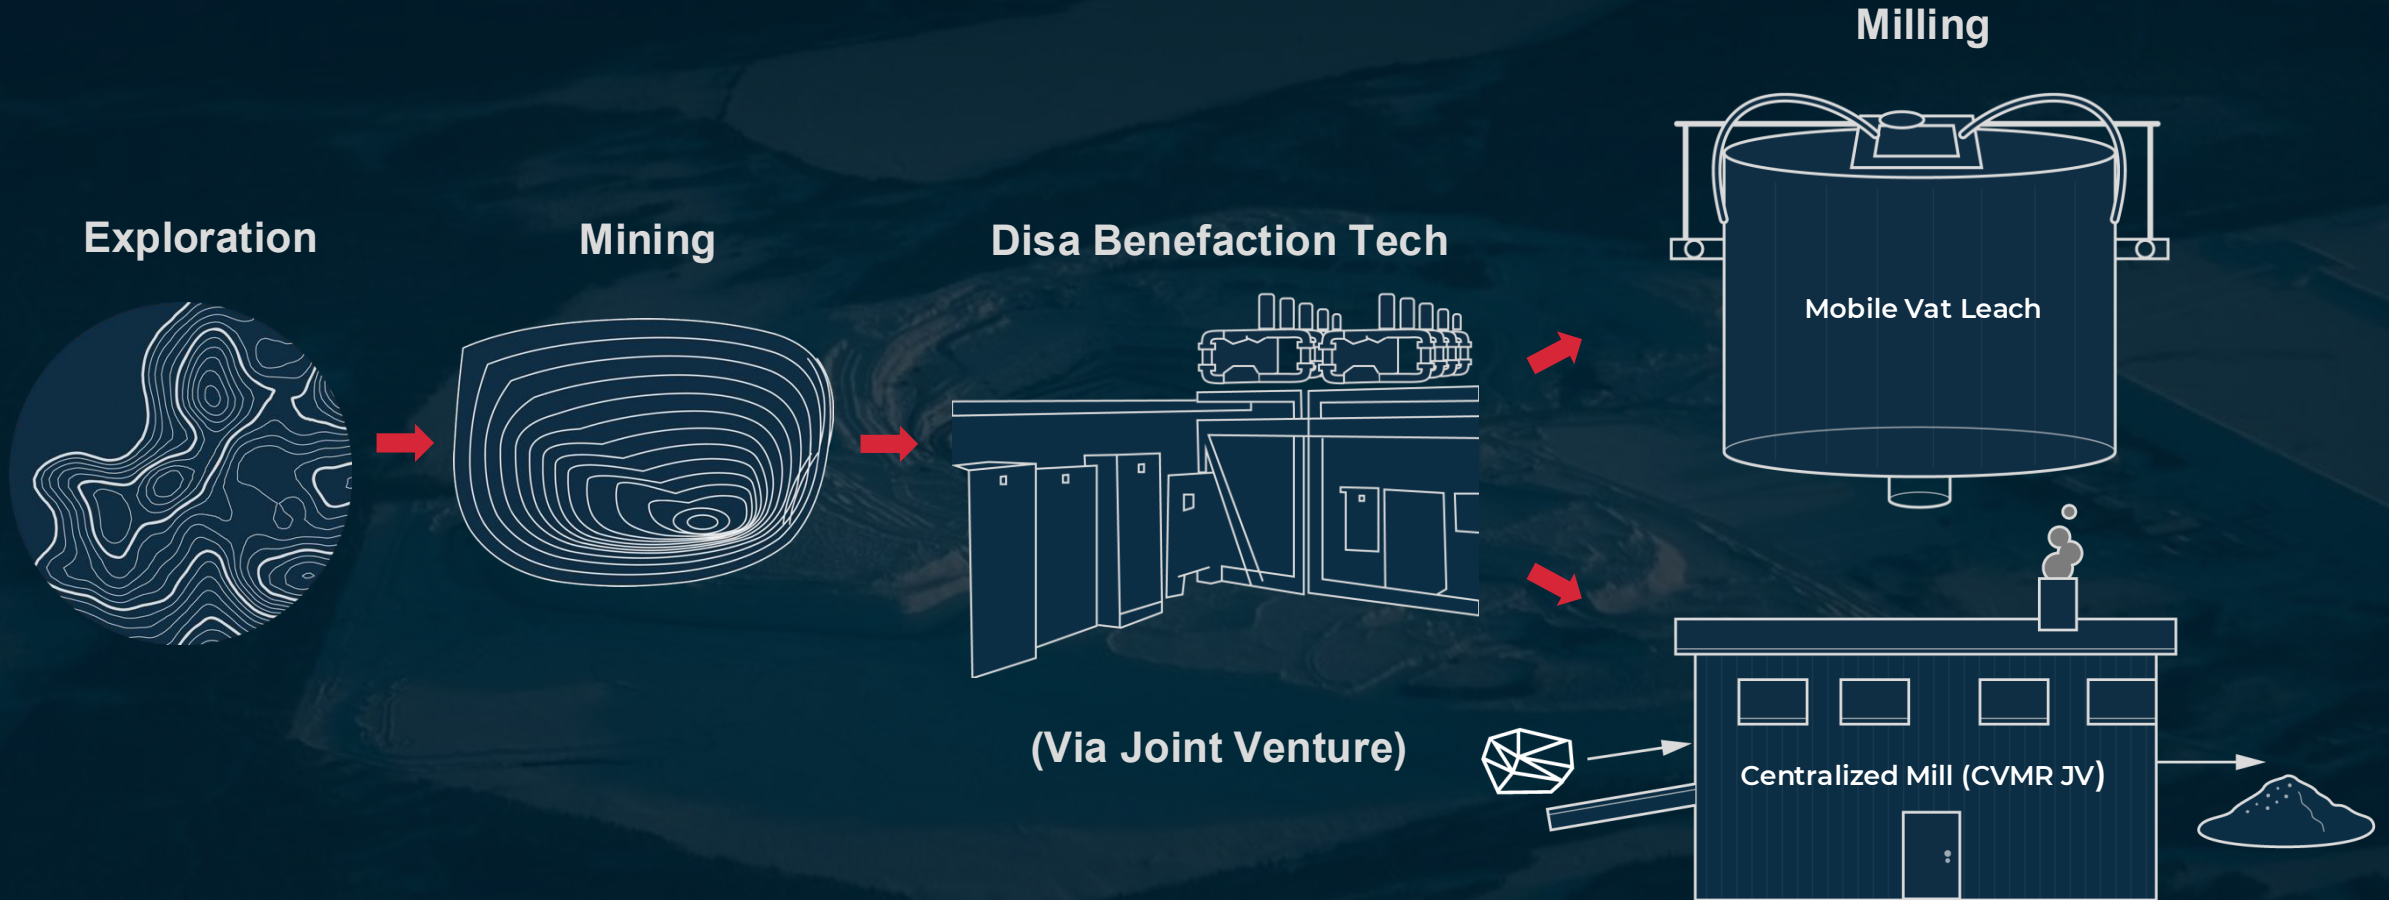 Milling
Exploration
Mining
Disa Benefaction Tech
Mobile Vat Leach
(Via Joint Venture)
Centralized Mill (CVMR JV)